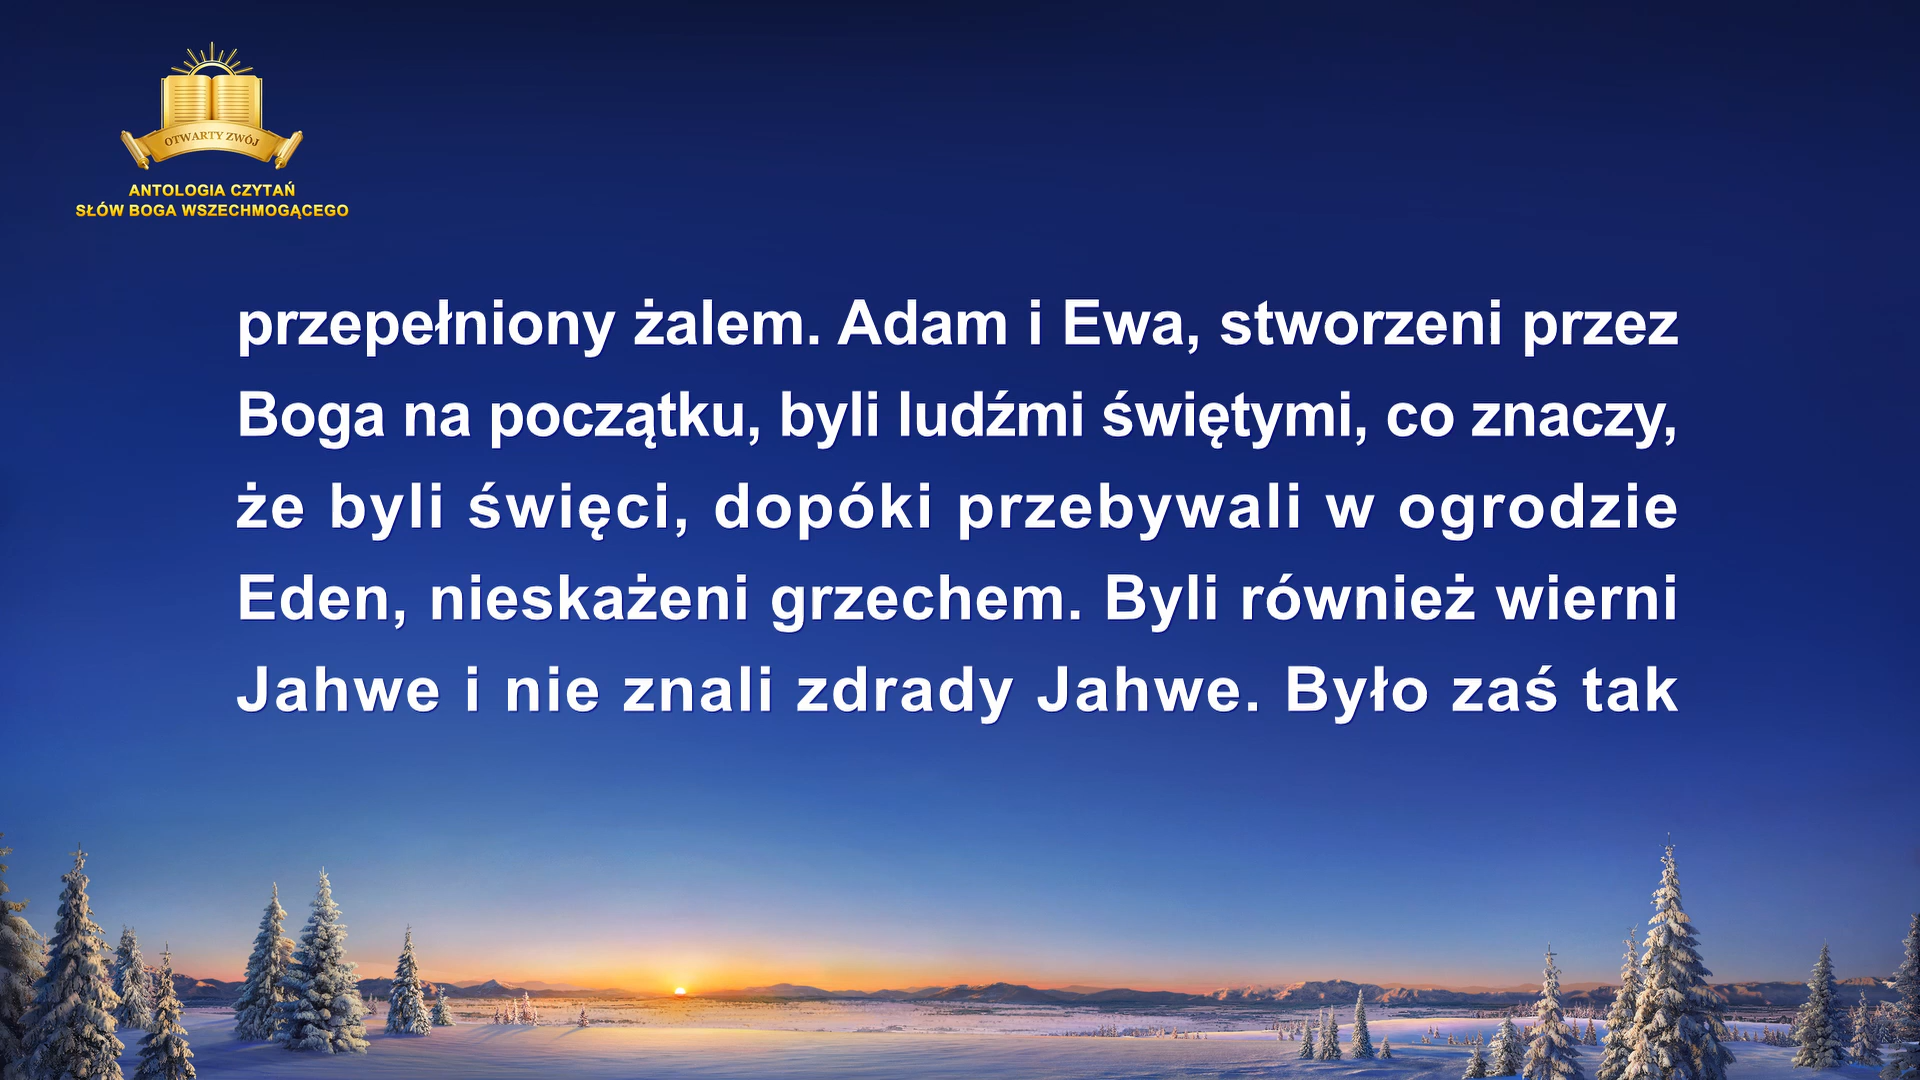 OTWARTY ZWÓJ
ANTOLOGIA CZYTAŃ
SŁÓW BOGA WSZECHMOGĄCEGO
przepełniony żalem. Adam i Ewa, stworzeni przez
Boga na początku, byli ludźmi świętymi, co znaczy,
że byli święci, dopóki przebywali w ogrodzie
Eden, nieskażeni grzechem. Byli również wierni
Jahwe i nie znali zdrady Jahwe. Było zaś tak